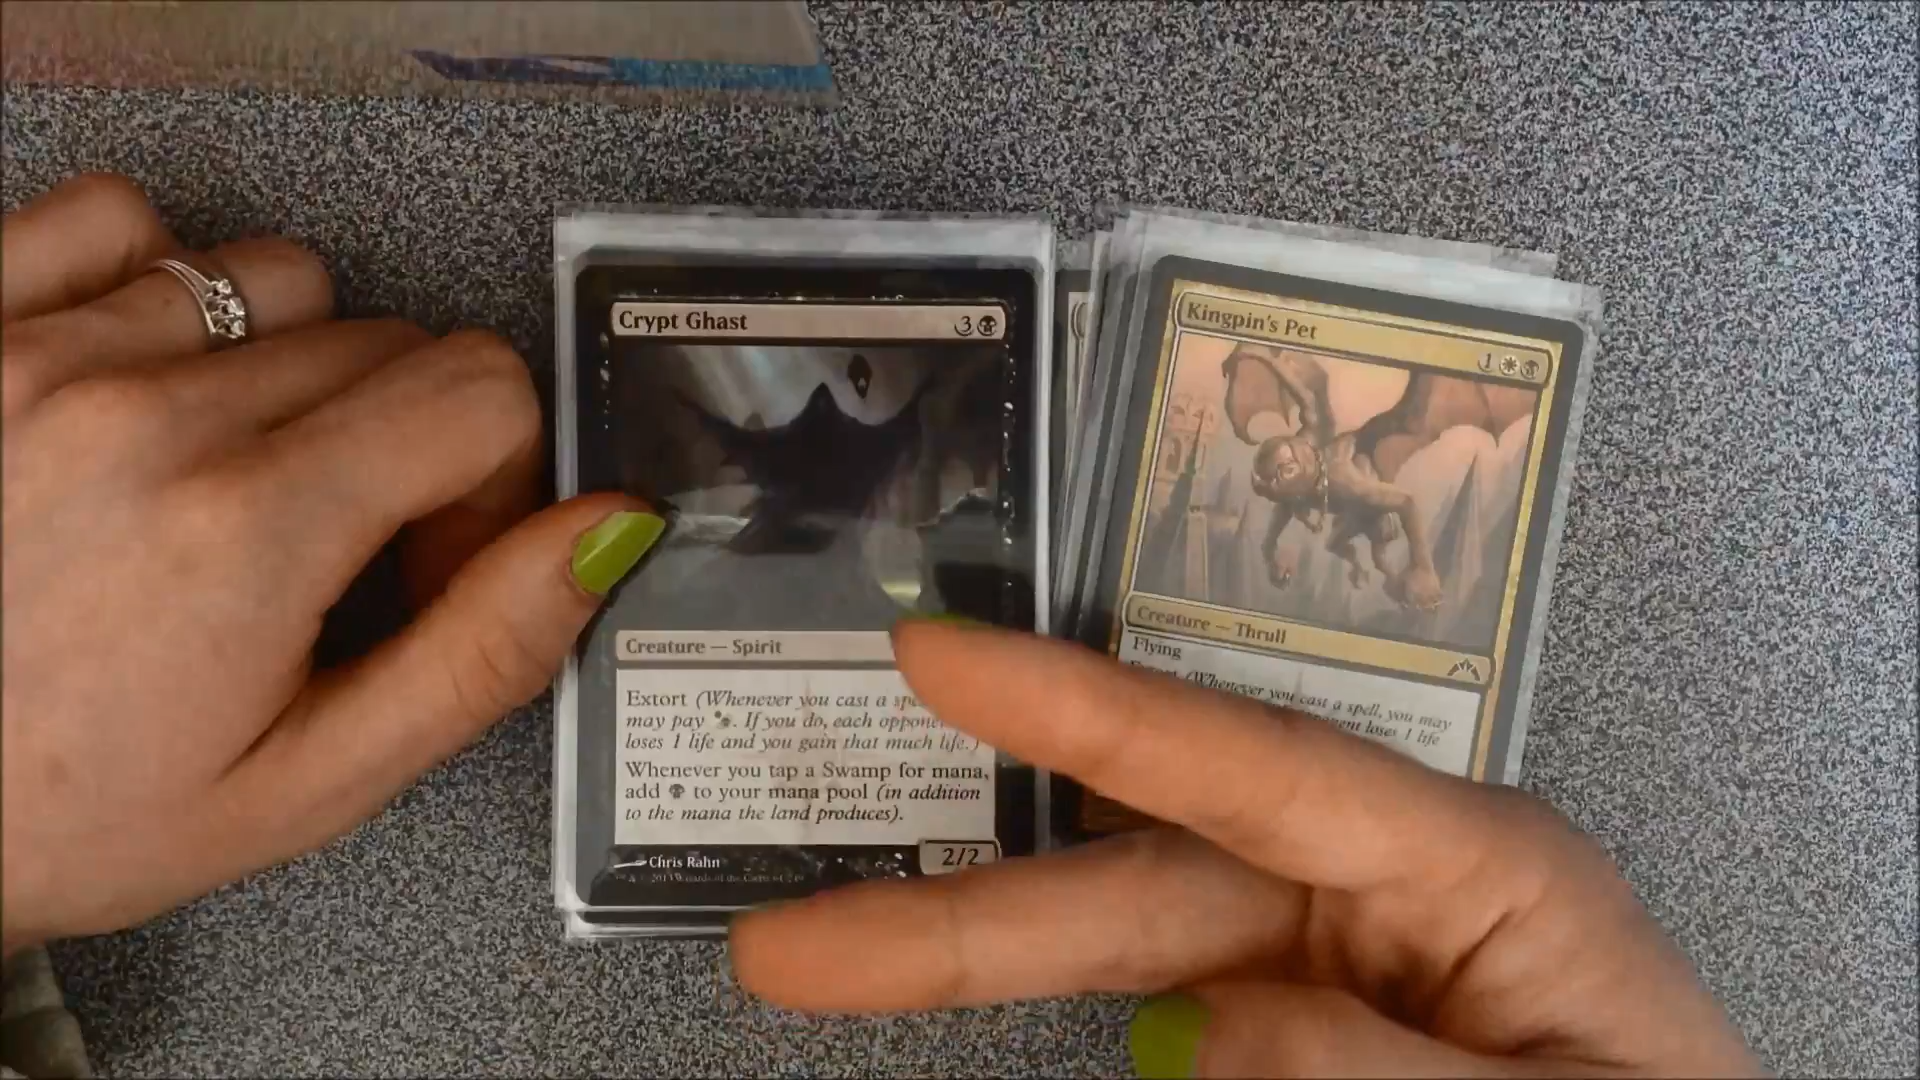 Crypt Ghast
3
Creature — Spirit
Extort (Whenever you cast a
may pay . If you do, each
loses 1 life and you gain that much life.)
Whenever you tap a Swamp for mana,
add to your mana pool (in addition
to the mana the land produces).
Chris Rahn
2/2
Kingpin's Pet
1
Creature — Thrull
Flying
(Whenever you cast a spell, you may
loses 1 life